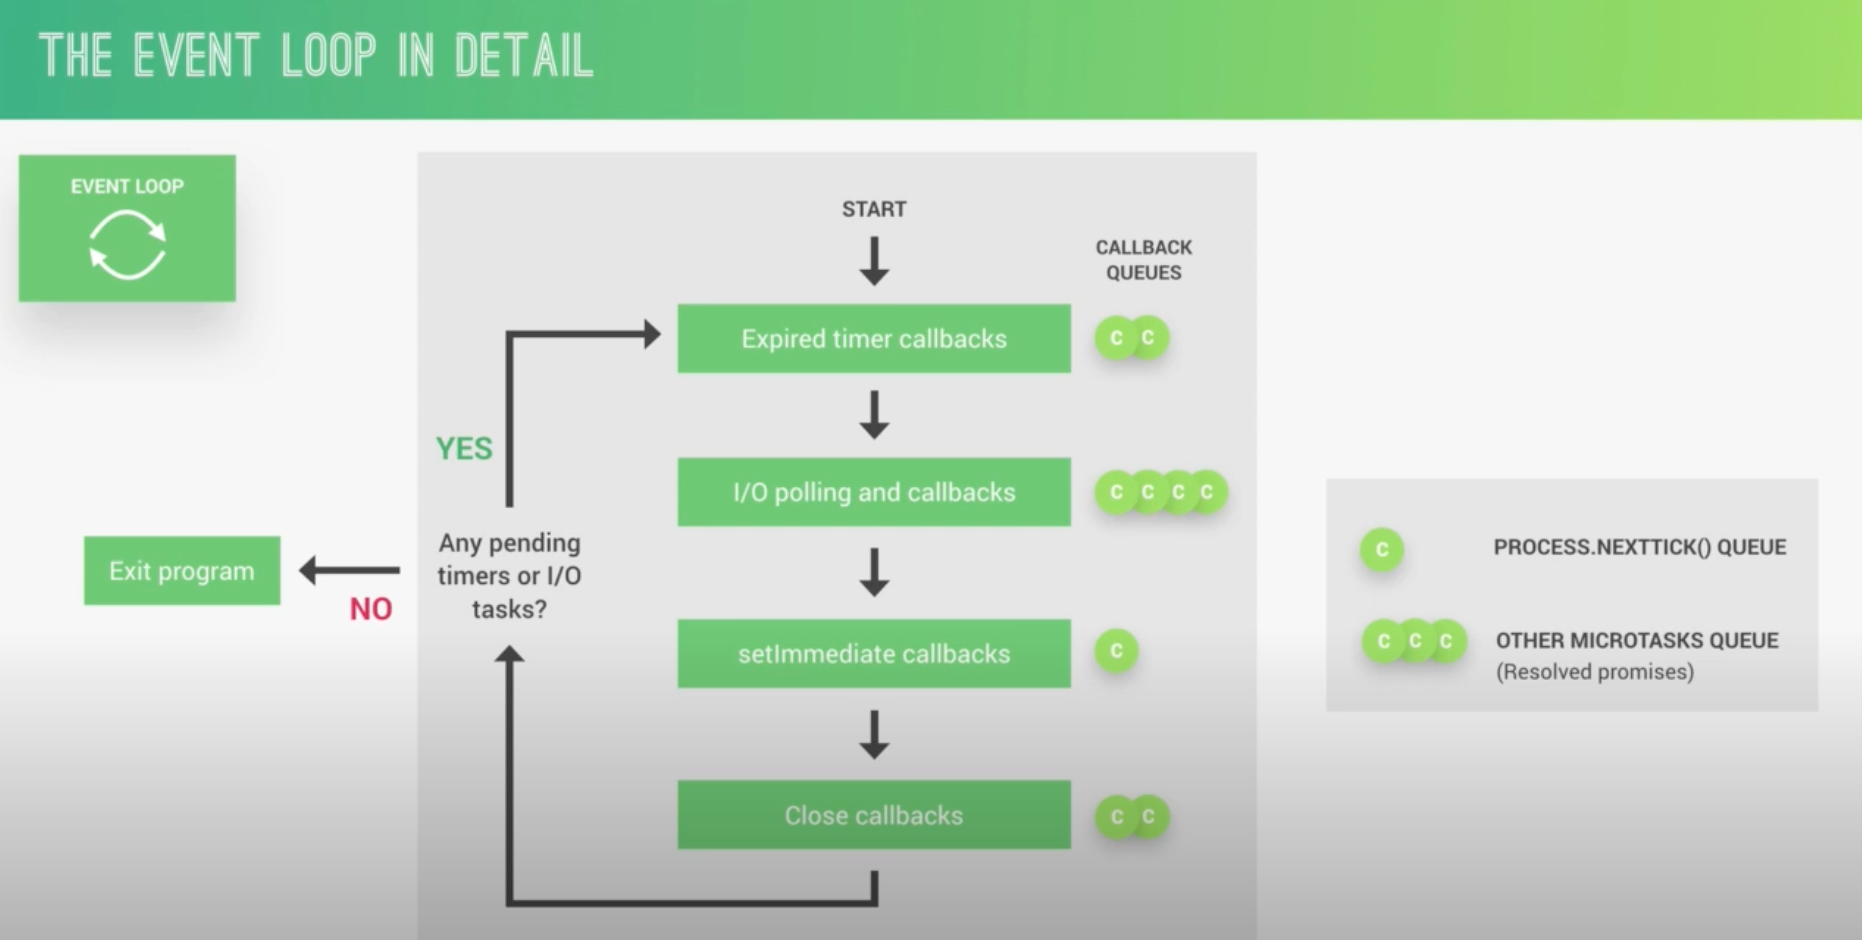 THE EVENT LOOP IN DETAIL
EVENT LOOP
START
CALLBACK
QUEUES
Expired timer callbacks
C C
YES
I/O polling and callbacks
C C C C
Any pending
timers or I/O
tasks?
Exit program
NO
setImmediate callbacks
C
Close callbacks
C C
C
PROCESS.NEXTTICK() QUEUE
C C C
OTHER MICROTASKS QUEUE
(Resolved promises)